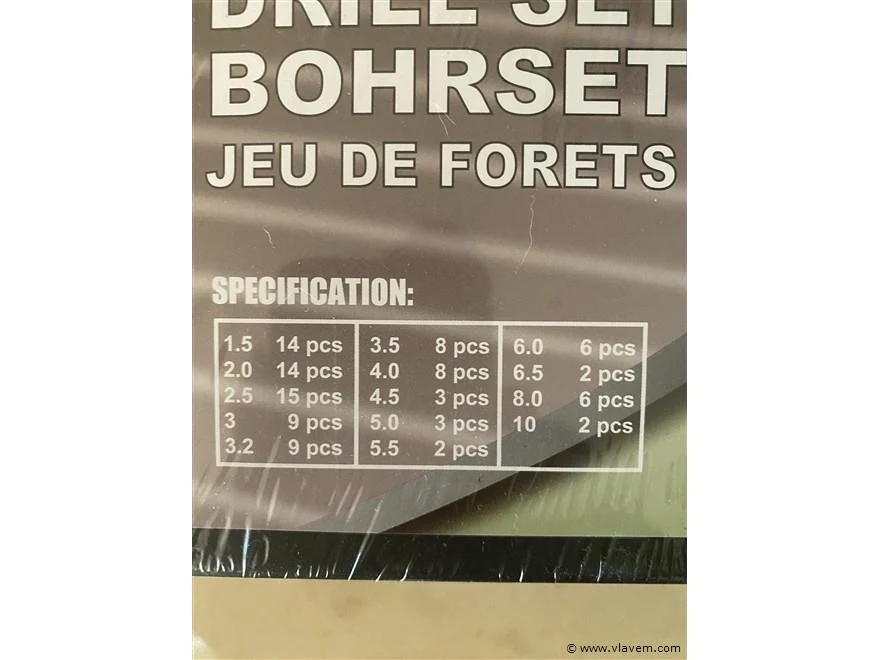 DRILL SET
BOHRSET
JEU DE FORETS
SPECIFICATION:
1.5 14 pcs 3.5 8 pcs 6.0 6 pcs
2.0 14 pcs 4.0 8 pcs 6.5 2 pcs
2.5 15 pcs 4.5 3 pcs 8.0 6 pcs
3 9 pcs 5.0 3 pcs 10 2 pcs
3.2 9 pcs 5.5 2 pcs
© www.vlavem.com